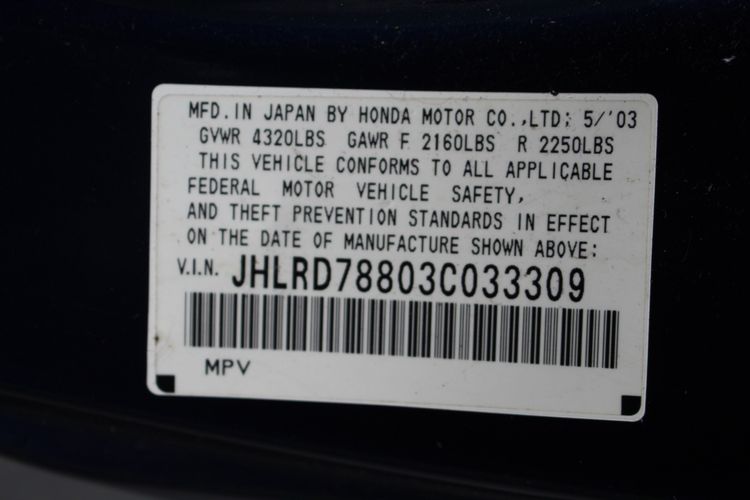 MFD. IN JAPAN BY HONDA MOTOR CO., LTD; 5/'03
GVWR 4320LBS GAWR F 2160LBS R 2250LBS
THIS VEHICLE CONFORMS TO ALL APPLICABLE
FEDERAL MOTOR VEHICLE SAFETY,
AND THEFT PREVENTION STANDARDS IN EFFECT
ON THE DATE OF MANUFACTURE SHOWN ABOVE:
V.I.N. JHLRD78803C033309
MPV